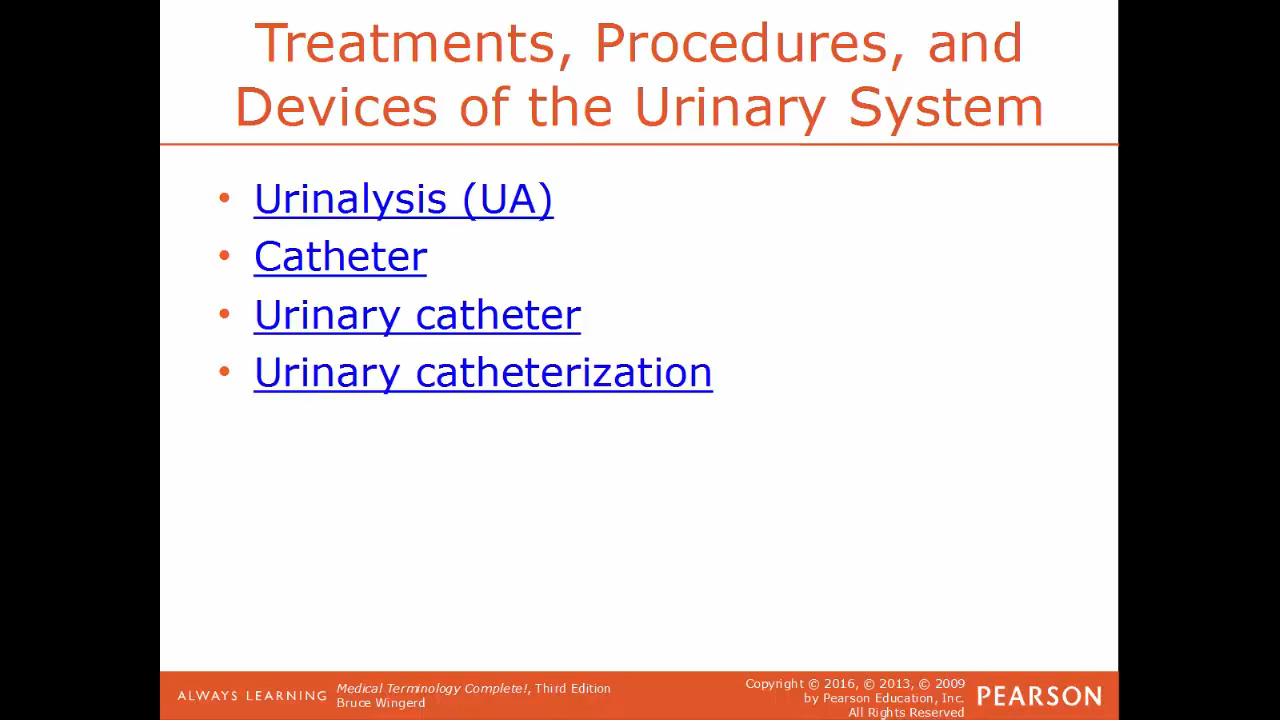 Treatments, Procedures, and
Devices of the Urinary System
• Urinalysis (UA)
• Catheter
• Urinary catheter
• Urinary catheterization
ALWAYS LEARNING
Medical Terminology Complete!, Third Edition
Bruce Wingerd
Copyright © 2016, © 2013, © 2009
by Pearson Education, Inc.
All Rights Reserved
PEARSON